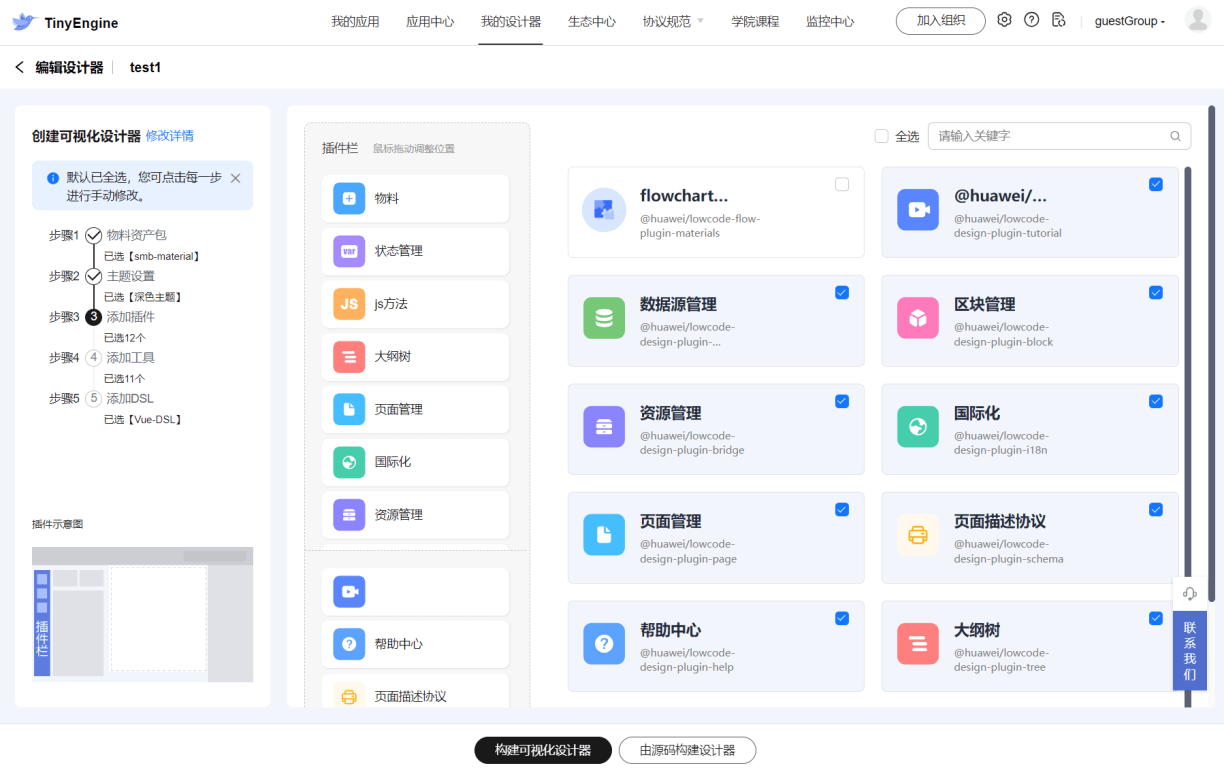 TinyEngine
我的应用
应用中心
我的设计器
生态中心
协议规范
学院课程
监控中心
加入组织
guestGroup
编辑设计器
test1
创建可视化设计器 修改详情
默认已全选，您可点击每一步
进行手动修改。
步骤1
物料资产包
已选【smb-material】
步骤2
主题设置
已选【深色主题】
步骤3
3
添加插件
已选12个
步骤4
4
添加工具
已选11个
步骤5
5
添加DSL
已选【Vue-DSL】
插件示意图
插件栏
插件栏
鼠标拖动调整位置
物料
var
状态管理
JS
js方法
大纲树
页面管理
国际化
资源管理
帮助中心
页面描述协议
全选
请输入关键字
flowchart...
@huawei/lowcode-flow-
plugin-materials
@huawei/...
@huawei/lowcode-
design-plugin-tutorial
数据源管理
@huawei/lowcode-
design-plugin-...
区块管理
@huawei/lowcode-
design-plugin-block
资源管理
@huawei/lowcode-
design-plugin-bridge
国际化
@huawei/lowcode-
design-plugin-i18n
页面管理
@huawei/lowcode-
design-plugin-page
页面描述协议
@huawei/lowcode-
design-plugin-schema
帮助中心
@huawei/lowcode-
design-plugin-help
大纲树
@huawei/lowcode-
design-plugin-tree
联系我们
构建可视化设计器
由源码构建设计器